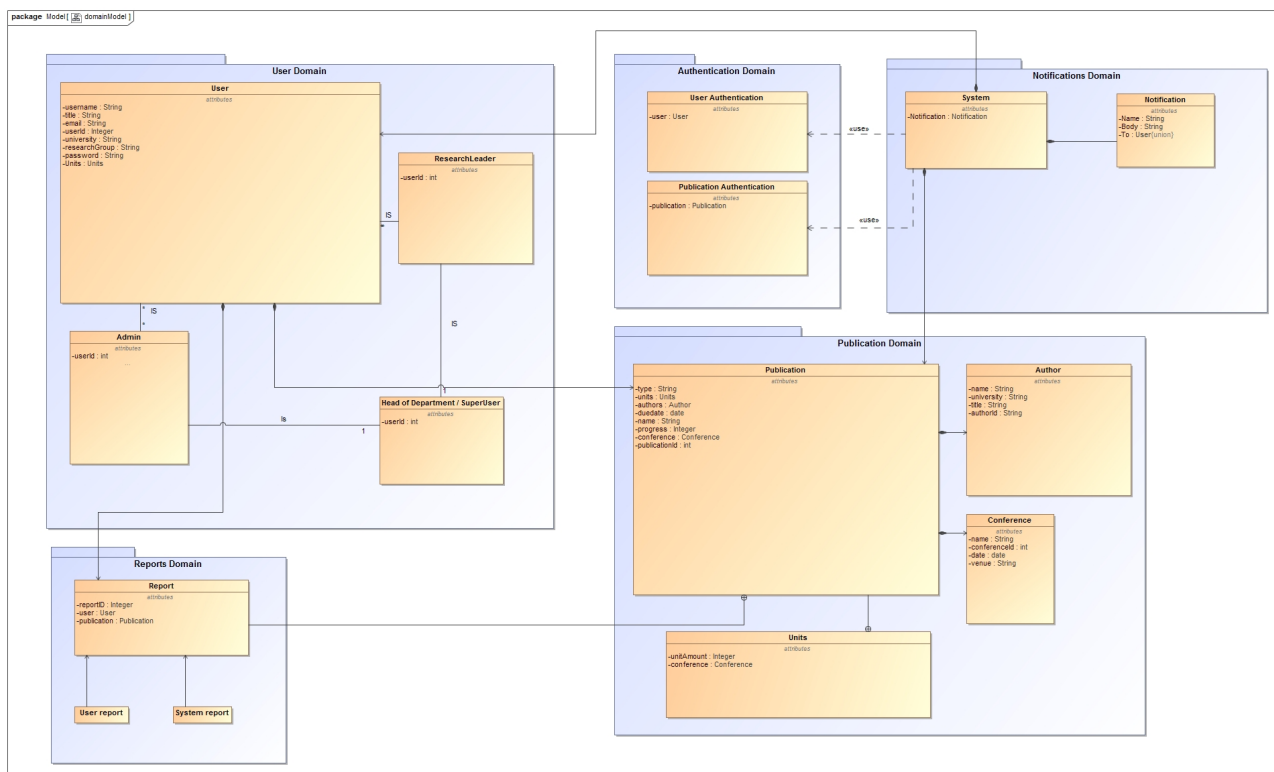 package Model[ domainModel ]
User Domain
User
attributes
-username : String
-title : String
-email : String
-userId : Integer
-university : String
-researchGroup : String
-password : String
-Units : Units
ResearchLeader
attributes
-userId : int
IS
*
* IS
*
Admin
attributes
-userId : int
...
IS
1
Head of Department / SuperUser
attributes
-userId : int
Is
1
Authentication Domain
User Authentication
attributes
-user : User
Publication Authentication
attributes
-publication : Publication
«use»
«use»
Notifications Domain
System
attributes
-Notification : Notification
Notification
attributes
-Name : String
-Body : String
-To : User{union}
Publication Domain
Publication
attributes
-type : String
-units : Units
-authors : Author
-duedate : date
-name : String
-progress : Integer
-conference : Conference
-publicationId : int
Author
attributes
-name : String
-university : String
-title : String
-authorId : String
Conference
attributes
-name : String
-conferenceId : int
-date : date
-venue : String
Units
attributes
-unitAmount : Integer
-conference : Conference
Reports Domain
Report
attributes
-reportID : Integer
-user : User
-publication : Publication
User report
System report